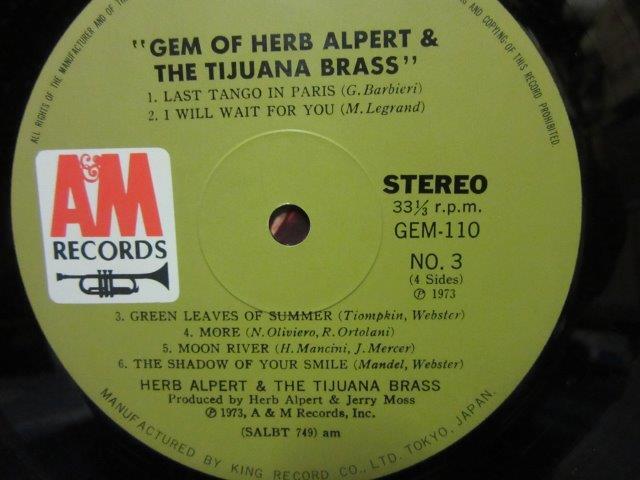 ALL RIGHTS OF THE MANUFACTURER AND OF THE
AND COPYING OF THIS RECORD PROHIBITED.
"GEM OF HERB ALPERT &
THE TIJUANA BRASS"
1. LAST TANGO IN PARIS (G. Barbieri)
2. I WILL WAIT FOR YOU (M. Legrand)
A&M
RECORDS
STEREO
33⅓ r.p.m.
GEM-110
NO. 3
(4 Sides)
Ⓟ 1973
3. GREEN LEAVES OF SUMMER (Tiompkin, Webster)
4. MORE (N. Oliviero, R. Ortolani)
5. MOON RIVER (H. Mancini, J. Mercer)
6. THE SHADOW OF YOUR SMILE (Mandel, Webster)
HERB ALPERT & THE TIJUANA BRASS
Produced by Herb Alpert & Jerry Moss
Ⓟ 1973, A & M Records, Inc.
(SALBT 749) am
MANUFACTURED BY KING RECORD CO., LTD. TOKYO, JAPAN.